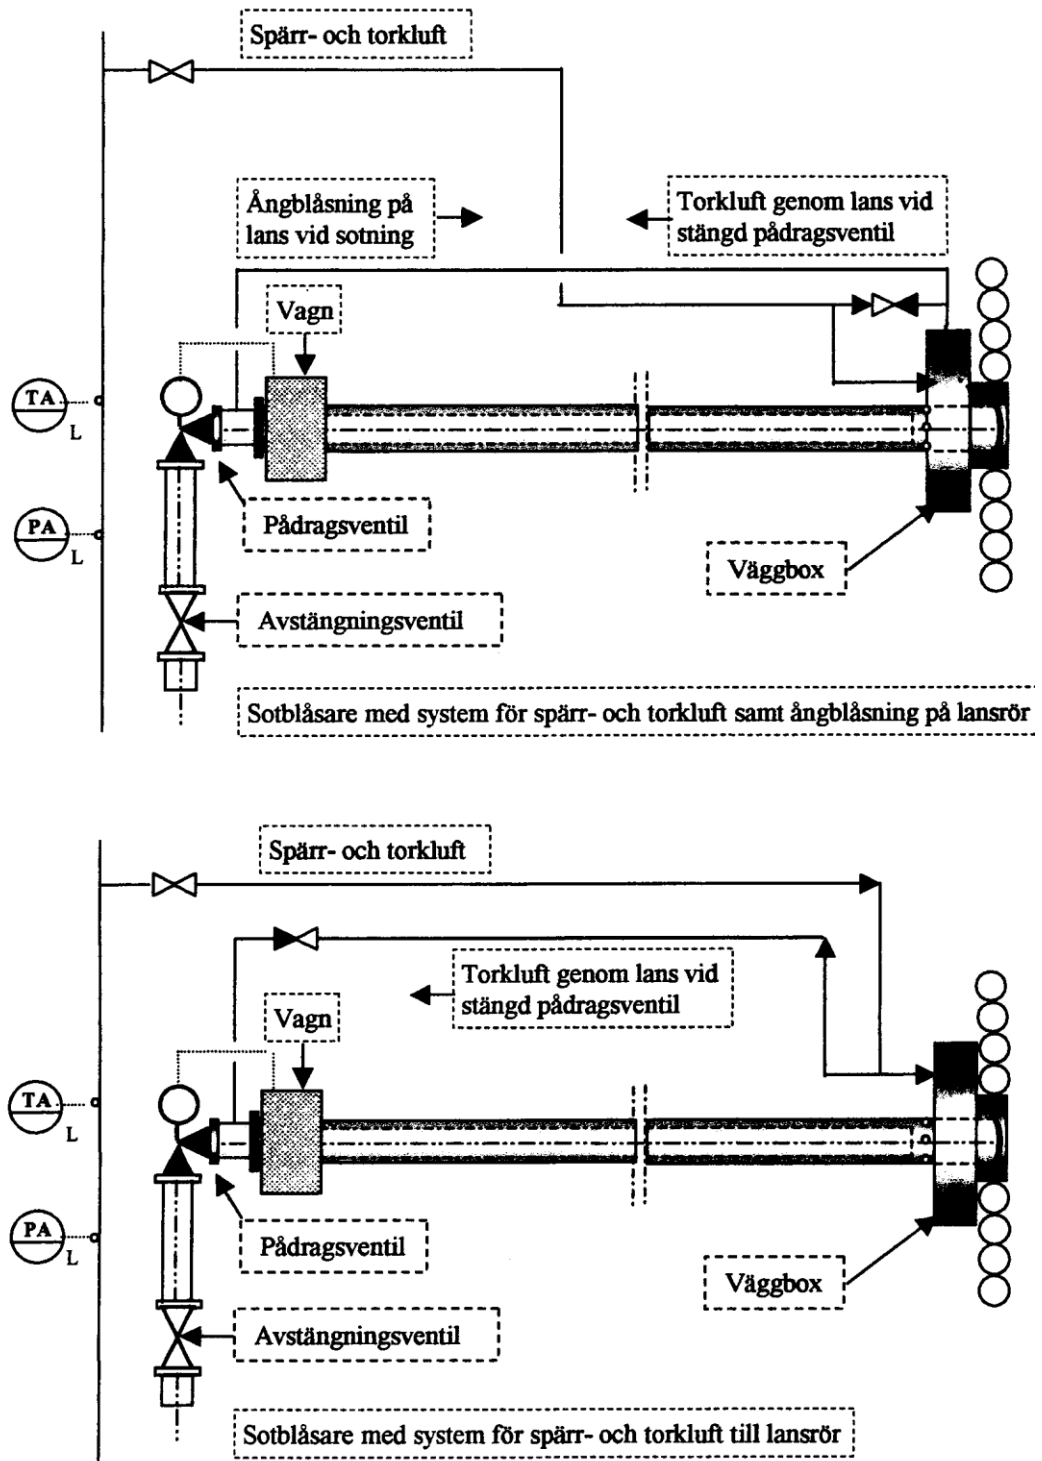 Spärr- och torkluft
Ångblåsning på
lans vid sotning
Torkluft genom lans vid
stängd pådragsventil
Vagn
TA
L
PA
L
Pådragsventil
Väggbox
Avstängningsventil
Sotblåsare med system för spärr- och torkluft samt ångblåsning på lansrör
Spärr- och torkluft
Torkluft genom lans vid
stängd pådragsventil
Vagn
TA
L
PA
L
Pådragsventil
Väggbox
Avstängningsventil
Sotblåsare med system för spärr- och torkluft till lansrör